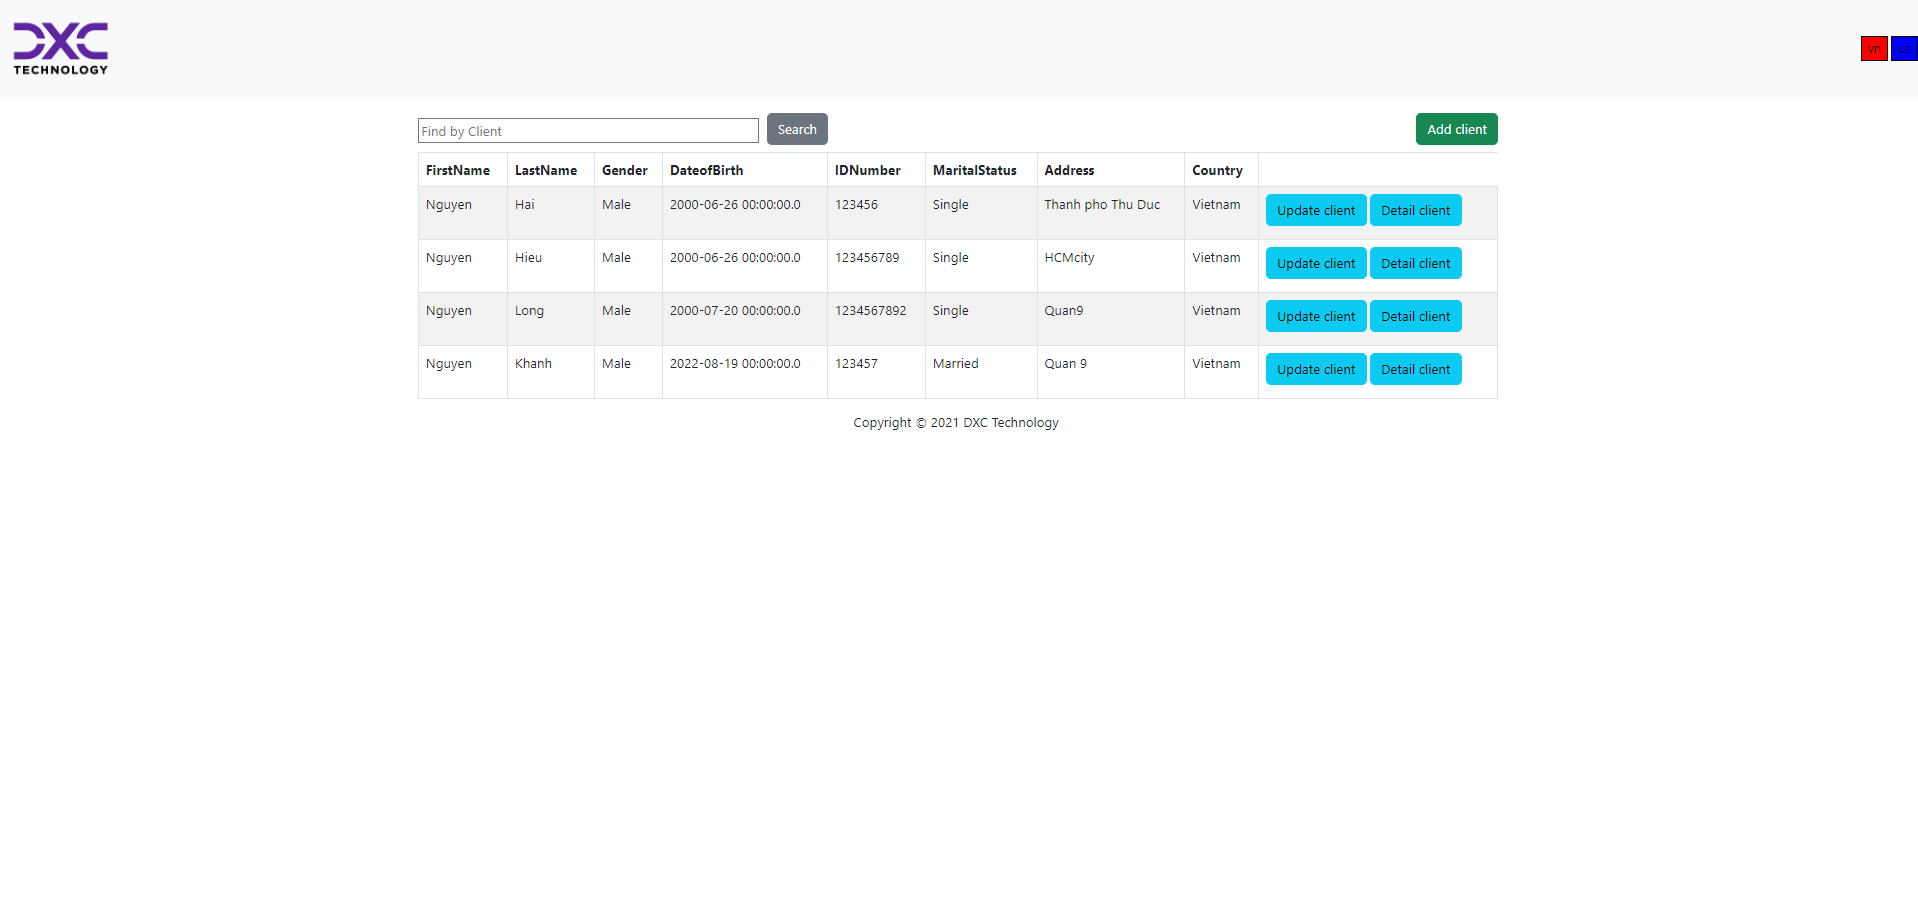 DXC
TECHNOLOGY
vn us
Find by Client Search Add client
FirstName LastName Gender DateofBirth IDNumber MaritalStatus Address Country
Nguyen Hai Male 2000-06-26 00:00:00.0 123456 Single Thanh pho Thu Duc Vietnam Update client Detail client
Nguyen Hieu Male 2000-06-26 00:00:00.0 123456789 Single HCMcity Vietnam Update client Detail client
Nguyen Long Male 2000-07-20 00:00:00.0 1234567892 Single Quan9 Vietnam Update client Detail client
Nguyen Khanh Male 2022-08-19 00:00:00.0 123457 Married Quan 9 Vietnam Update client Detail client
Copyright © 2021 DXC Technology